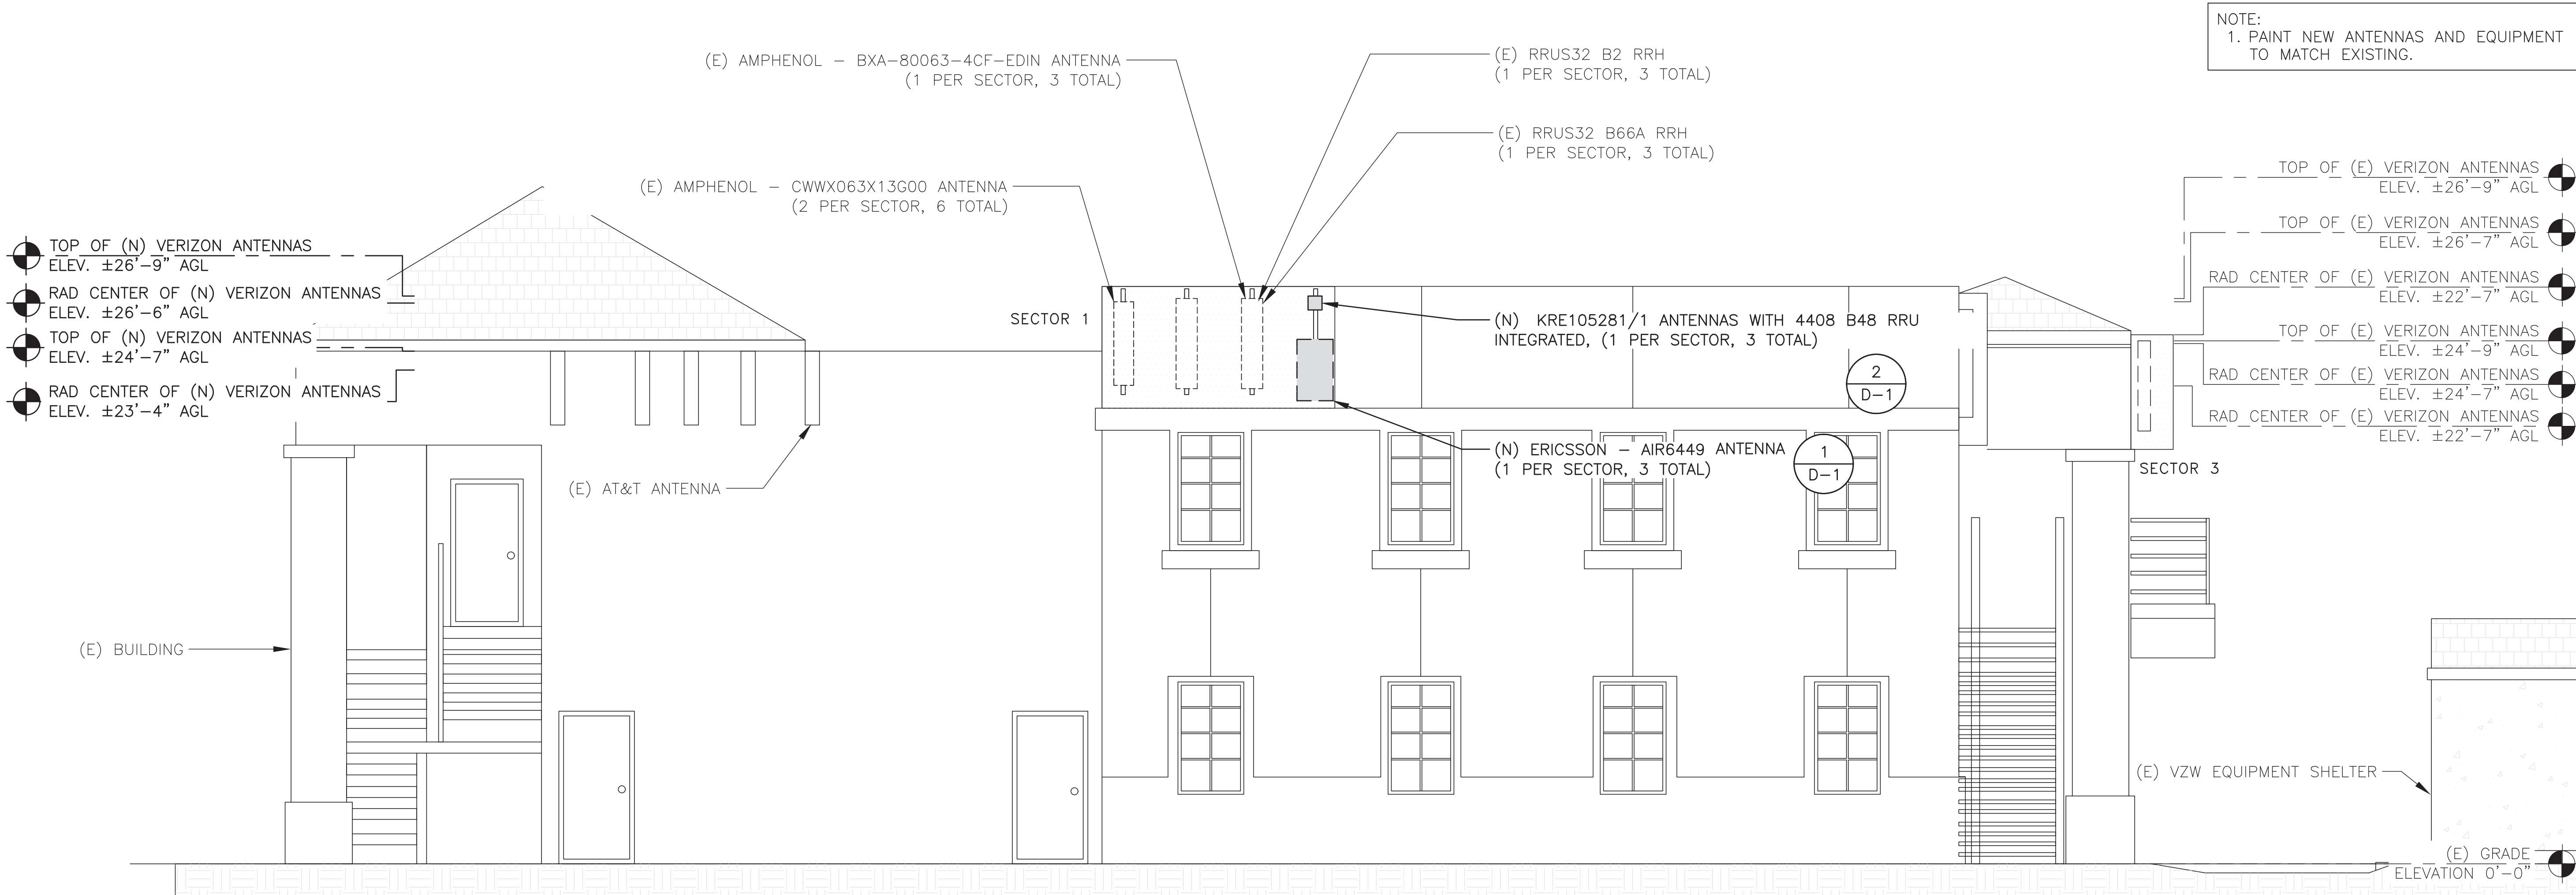 NOTE:
1. PAINT NEW ANTENNAS AND EQUIPMENT
TO MATCH EXISTING.
(E) AMPHENOL – BXA–80063–4CF–EDIN ANTENNA
(1 PER SECTOR, 3 TOTAL)
(E) RRUS32 B2 RRH
(1 PER SECTOR, 3 TOTAL)
(E) RRUS32 B66A RRH
(1 PER SECTOR, 3 TOTAL)
(E) AMPHENOL – CWWX063X13G00 ANTENNA
(2 PER SECTOR, 6 TOTAL)
TOP OF (N) VERIZON ANTENNAS
ELEV. ±26'–9" AGL
RAD CENTER OF (N) VERIZON ANTENNAS
ELEV. ±26'–6" AGL
TOP OF (N) VERIZON ANTENNAS
ELEV. ±24'–7" AGL
RAD CENTER OF (N) VERIZON ANTENNAS
ELEV. ±23'–4" AGL
TOP OF (E) VERIZON ANTENNAS
ELEV. ±26'–9" AGL
TOP OF (E) VERIZON ANTENNAS
ELEV. ±26'–7" AGL
RAD CENTER OF (E) VERIZON ANTENNAS
ELEV. ±22'–7" AGL
TOP OF (E) VERIZON ANTENNAS
ELEV. ±24'–9" AGL
RAD CENTER OF (E) VERIZON ANTENNAS
ELEV. ±24'–7" AGL
RAD CENTER OF (E) VERIZON ANTENNAS
ELEV. ±22'–7" AGL
SECTOR 1
(N) KRE105281/1 ANTENNAS WITH 4408 B48 RRU
INTEGRATED, (1 PER SECTOR, 3 TOTAL)
2
D–1
(N) ERICSSON – AIR6449 ANTENNA
(1 PER SECTOR, 3 TOTAL)
1
D–1
SECTOR 3
(E) AT&T ANTENNA
(E) BUILDING
(E) VZW EQUIPMENT SHELTER
(E) GRADE
ELEVATION 0'–0"